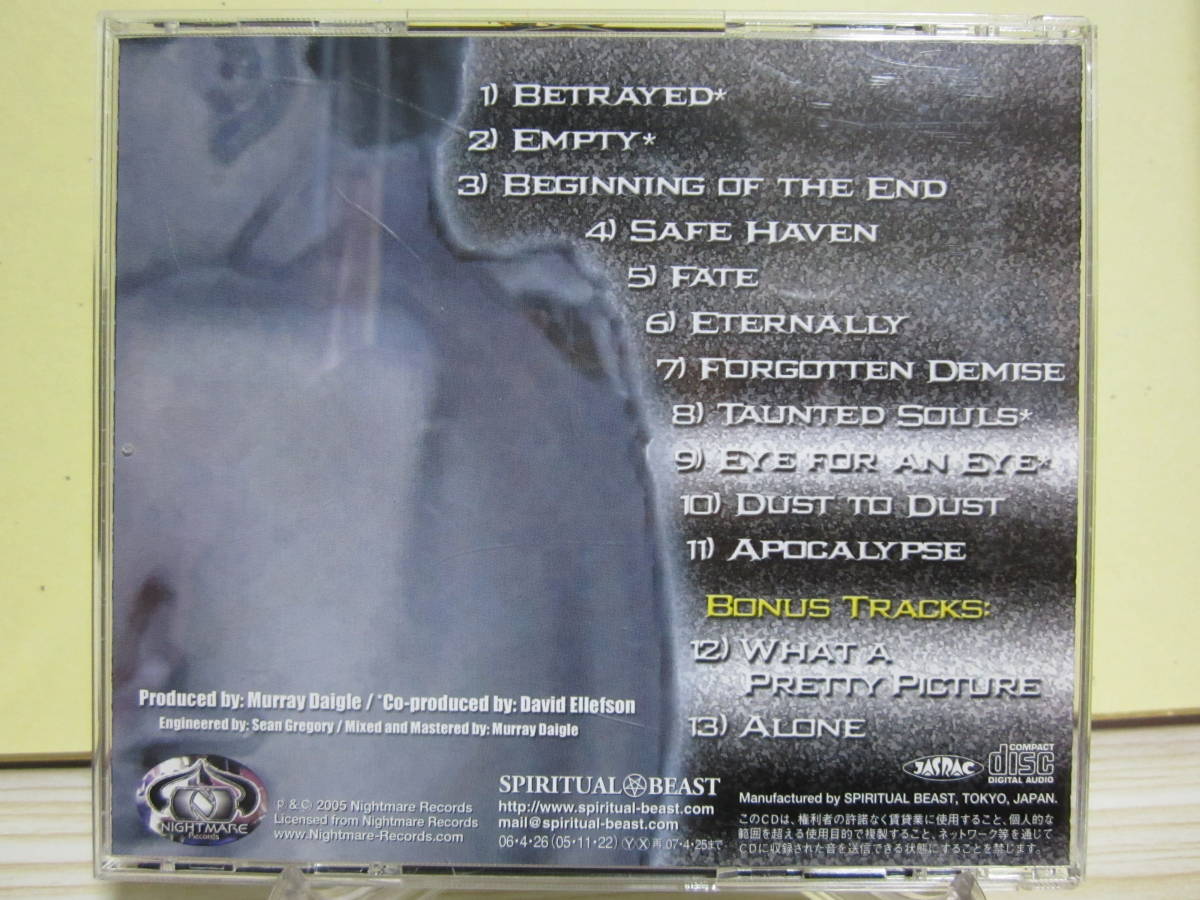 1) BETRAYED*
2) EMPTY*
3) BEGINNING OF THE END
4) SAFE HAVEN
5) FATE
6) ETERNALLY
7) FORGOTTEN DEMISE
8) TAUNTED SOULS*
9) EYE FOR AN EYE*
10) DUST TO DUST
11) APOCALYPSE
BONUS TRACKS:
12) WHAT A
PRETTY PICTURE
13) ALONE
Produced by: Murray Daigle / *Co-produced by: David Ellefson
Engineered by: Sean Gregory / Mixed and Mastered by: Murray Daigle
NIGHTMARE
Records
℗ & © 2005 Nightmare Records
Licensed from Nightmare Records
www.Nightmare-Records.com
SPIRITUAL BEAST
http://www.spiritual-beast.com
mail@spiritual-beast.com
06・4・26 (05・11・22) Ⓨ Ⓧ 再 07・4・25まで
JASRAC
COMPACT
disc
DIGITAL AUDIO
Manufactured by SPIRITUAL BEAST, TOKYO, JAPAN.
このCDは、権利者の許諾なく賃貸業に使用すること、個人的な
範囲を超える使用目的で複製すること、ネットワーク等を通じて
CDに収録された音を送信できる状態にすることを禁じます。